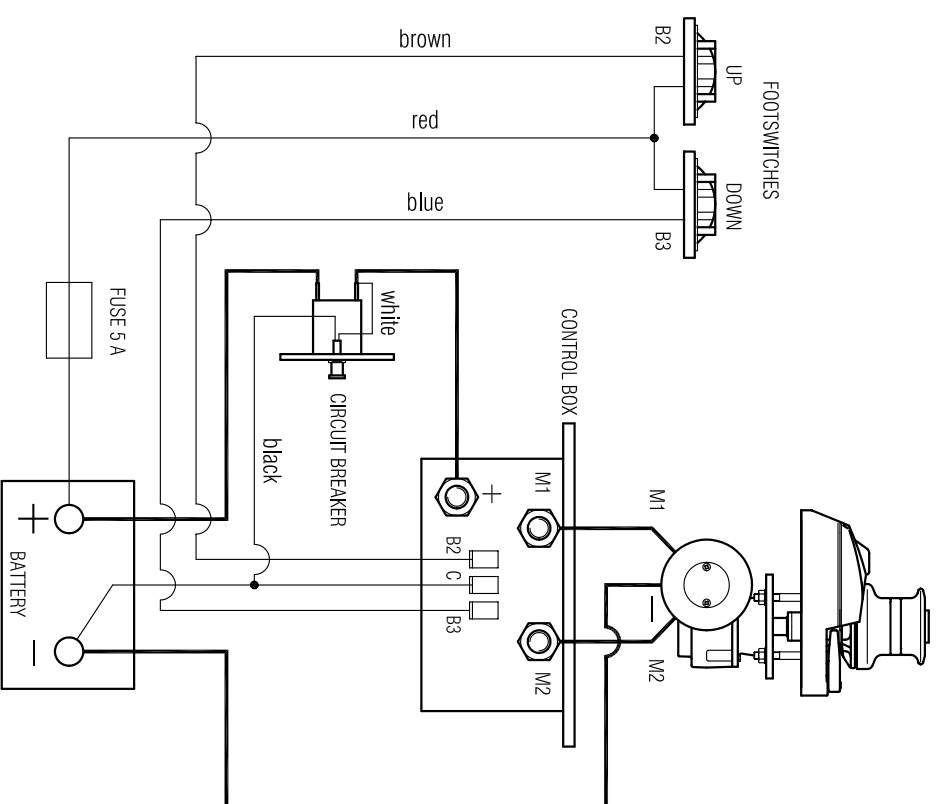 brown
B2
UP
FOOTSWITCHES
red
DOWN
blue
B3
FUSE 5 A
white
CONTROL BOX
CIRCUIT BREAKER
black
+
M1
M1
B2
C
B3
M2
M2
–
+
BATTERY
–